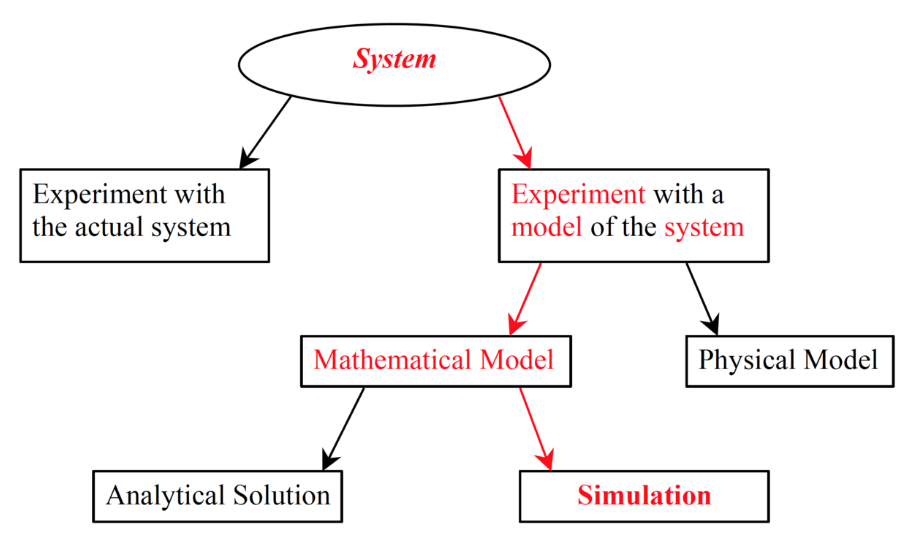 System
Experiment with
the actual system
Experiment with a
model of the system
Mathematical Model
Physical Model
Analytical Solution
Simulation